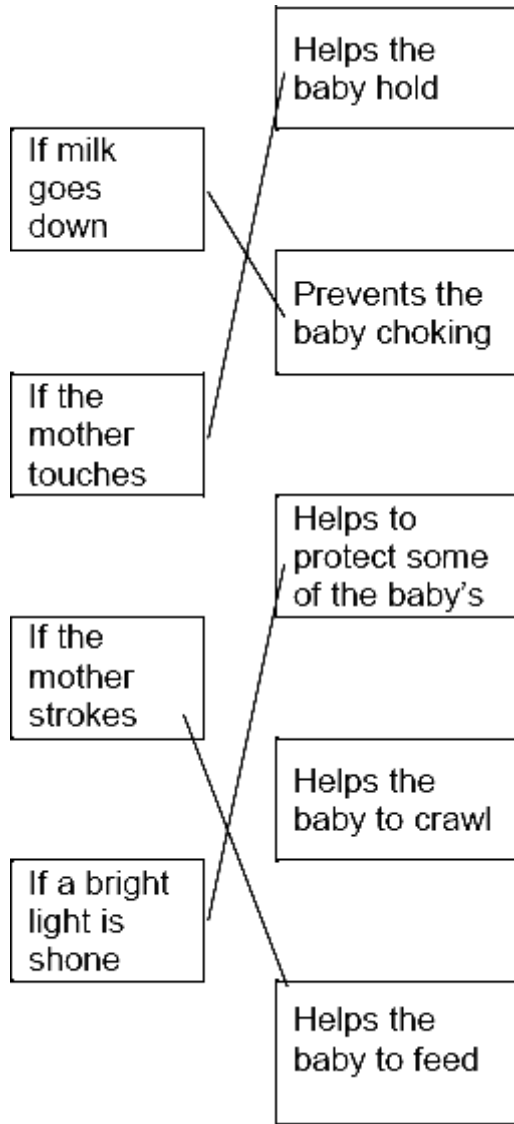 Helps the
baby hold
If milk
goes
down
Prevents the
baby choking
If the
mother
touches
Helps to
protect some
of the baby's
If the
mother
strokes
Helps the
baby to crawl
If a bright
light is
shone
Helps the
baby to feed